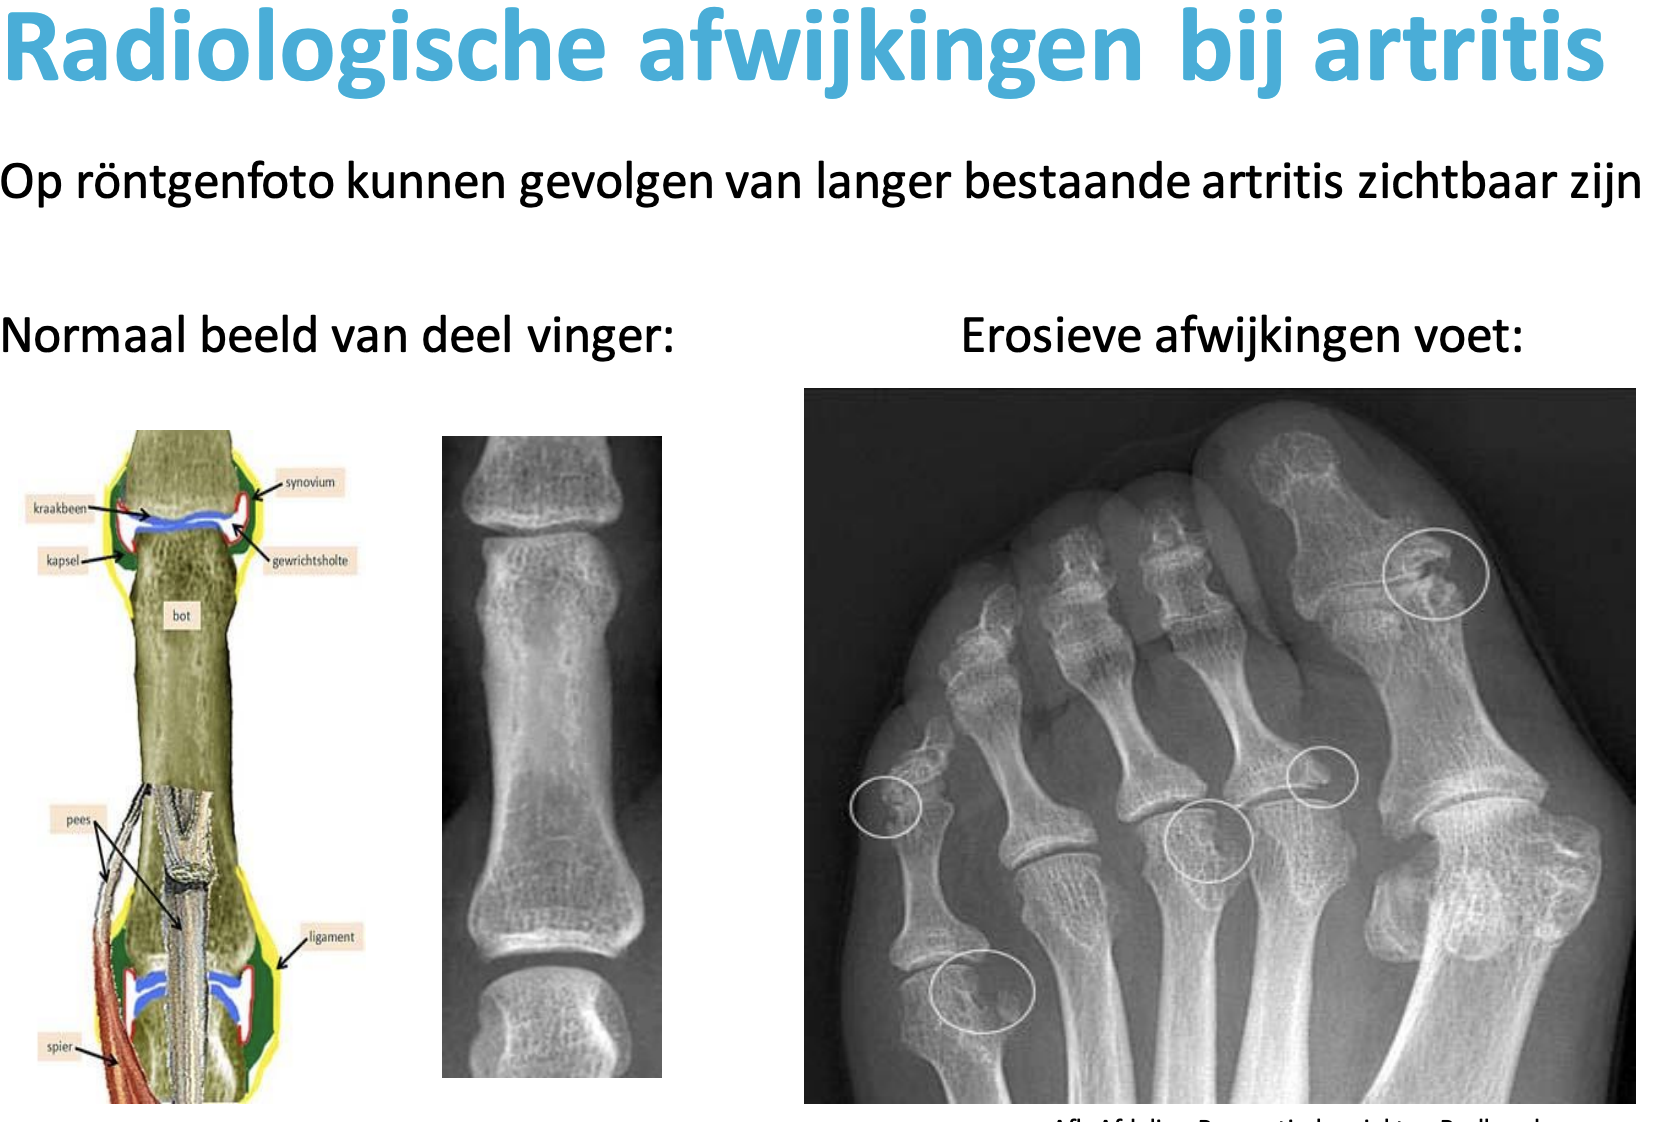 Radiologische afwijkingen bij artritis
Op röntgenfoto kunnen gevolgen van langer bestaande artritis zichtbaar zijn
Normaal beeld van deel vinger:
Erosieve afwijkingen voet:
synovium
kraakbeen
kapsel
gewrichtsholte
bot
pees
ligament
spier